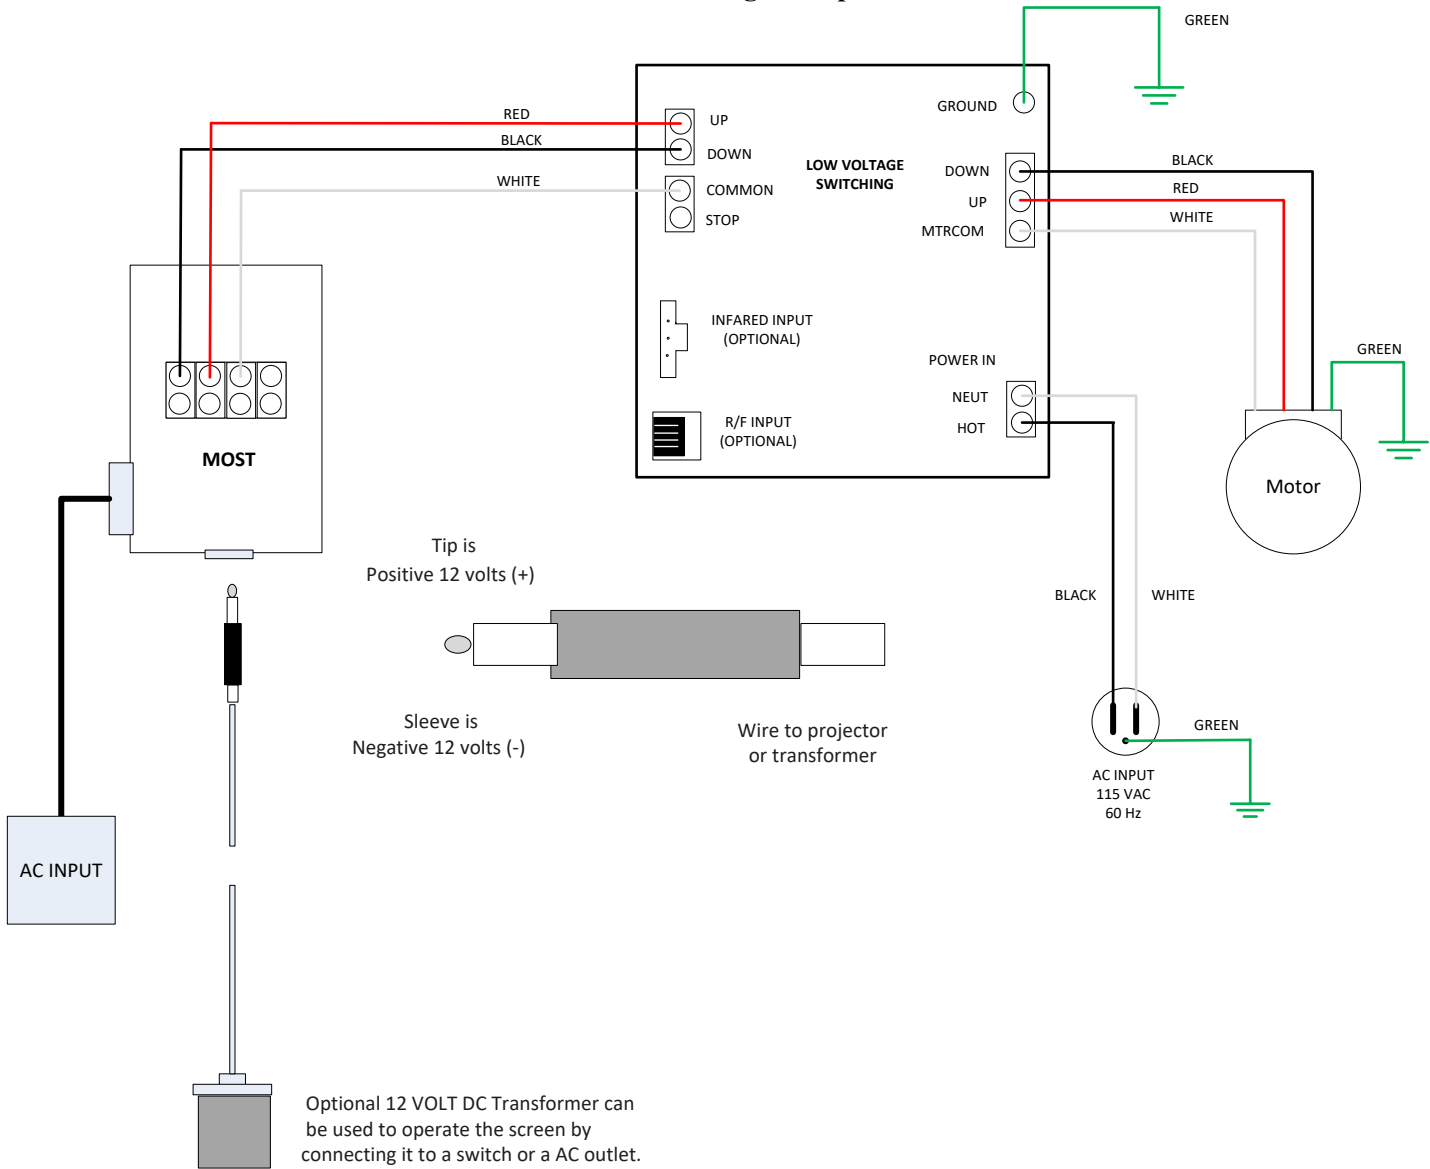 GREEN
GROUND
RED
UP
BLACK
DOWN
LOW VOLTAGE
SWITCHING
DOWN
BLACK
WHITE
COMMON
UP
RED
STOP
MTRCOM
WHITE
INFARED INPUT
(OPTIONAL)
POWER IN
GREEN
NEUT
R/F INPUT
(OPTIONAL)
HOT
MOST
Motor
Tip is
Positive 12 volts (+)
BLACK
WHITE
Sleeve is
Negative 12 volts (-)
Wire to projector
or transformer
GREEN
AC INPUT
115 VAC
60 Hz
AC INPUT
Optional 12 VOLT DC Transformer can
be used to operate the screen by
connecting it to a switch or a AC outlet.